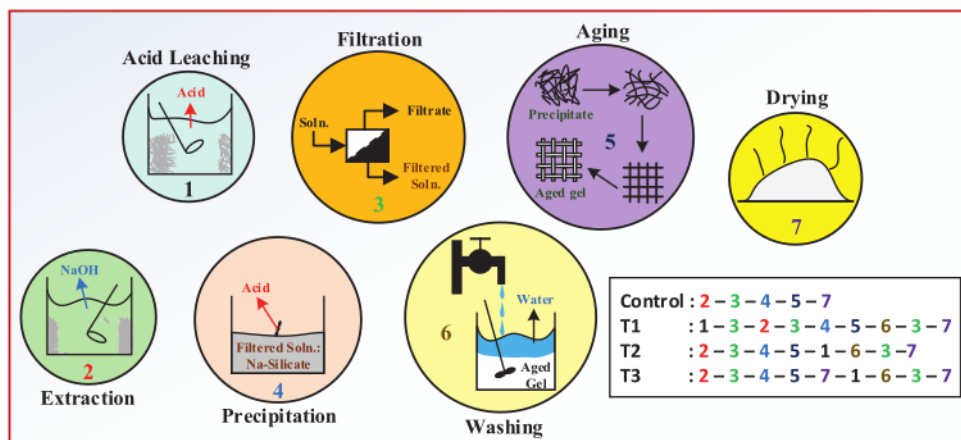 Acid Leaching
Acid
1
Filtration
Soln.
Filtrate
Filtered
Soln.
3
Aging
Precipitate
5
Aged gel
Drying
7
NaOH
2
Extraction
Acid
Filtered Soln.:
Na-Silicate
4
Precipitation
6
Water
Aged
Gel
Washing
Control : 2 – 3 – 4 – 5 – 7
T1 : 1 – 3 – 2 – 3 – 4 – 5 – 6 – 3 – 7
T2 : 2 – 3 – 4 – 5 – 1 – 6 – 3 – 7
T3 : 2 – 3 – 4 – 5 – 7 – 1 – 6 – 3 – 7